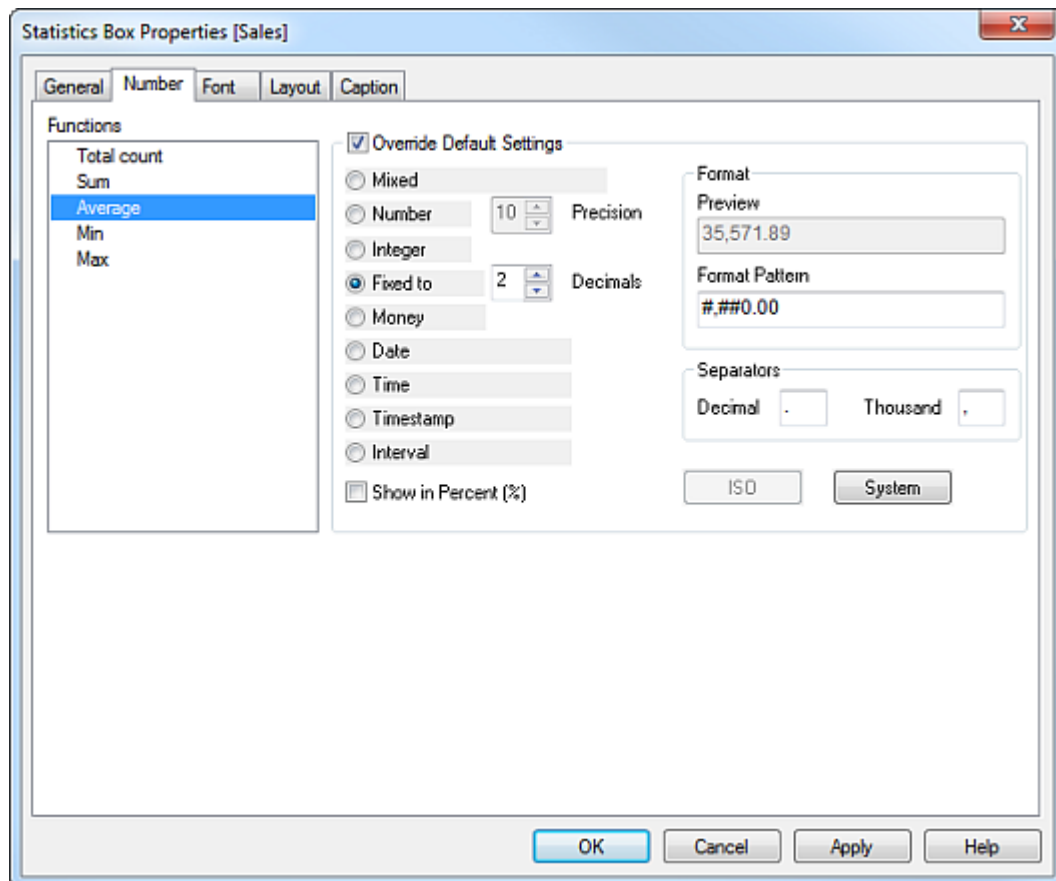 Statistics Box Properties [Sales]
General Number Font Layout Caption
Functions
Total count
Sum
Average
Min
Max
Override Default Settings
Mixed
Number 10 Precision
Integer
Fixed to 2 Decimals
Money
Date
Time
Timestamp
Interval
Show in Percent (%)
Format
Preview
35,571.89
Format Pattern
#,##0.00
Separators
Decimal . Thousand ,
ISO System
OK Cancel Apply Help